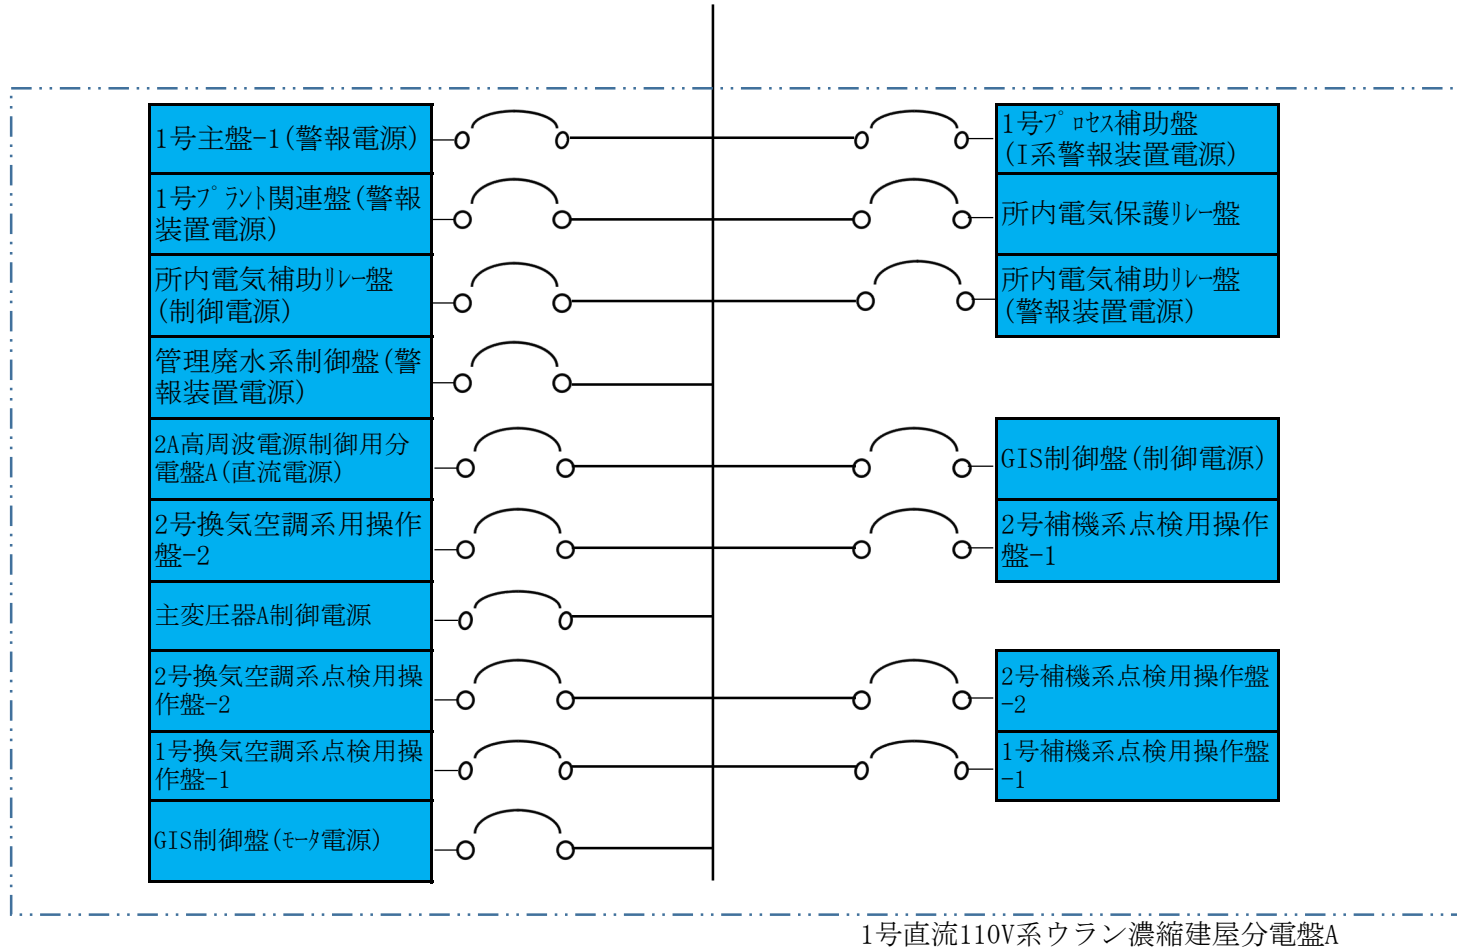 1号主盤-1(警報電源)
1号ﾌﾟﾗﾝﾄ関連盤(警報
装置電源)
所内電気補助ﾘﾚｰ盤
(制御電源)
管理廃水系制御盤(警
報装置電源)
2A高周波電源制御用分
電盤A(直流電源)
2号換気空調系用操作
盤-2
主変圧器A制御電源
2号換気空調系点検用操
作盤-2
1号換気空調系点検用操
作盤-1
GIS制御盤(ﾓｰﾀ電源)
1号ﾌﾟﾛｾｽ補助盤
(I系警報装置電源)
所内電気保護ﾘﾚｰ盤
所内電気補助ﾘﾚｰ盤
(警報装置電源)
GIS制御盤(制御電源)
2号補機系点検用操作
盤-1
2号補機系点検用操作盤
-2
1号補機系点検用操作盤
-1
1号直流110V系ウラン濃縮建屋分電盤A